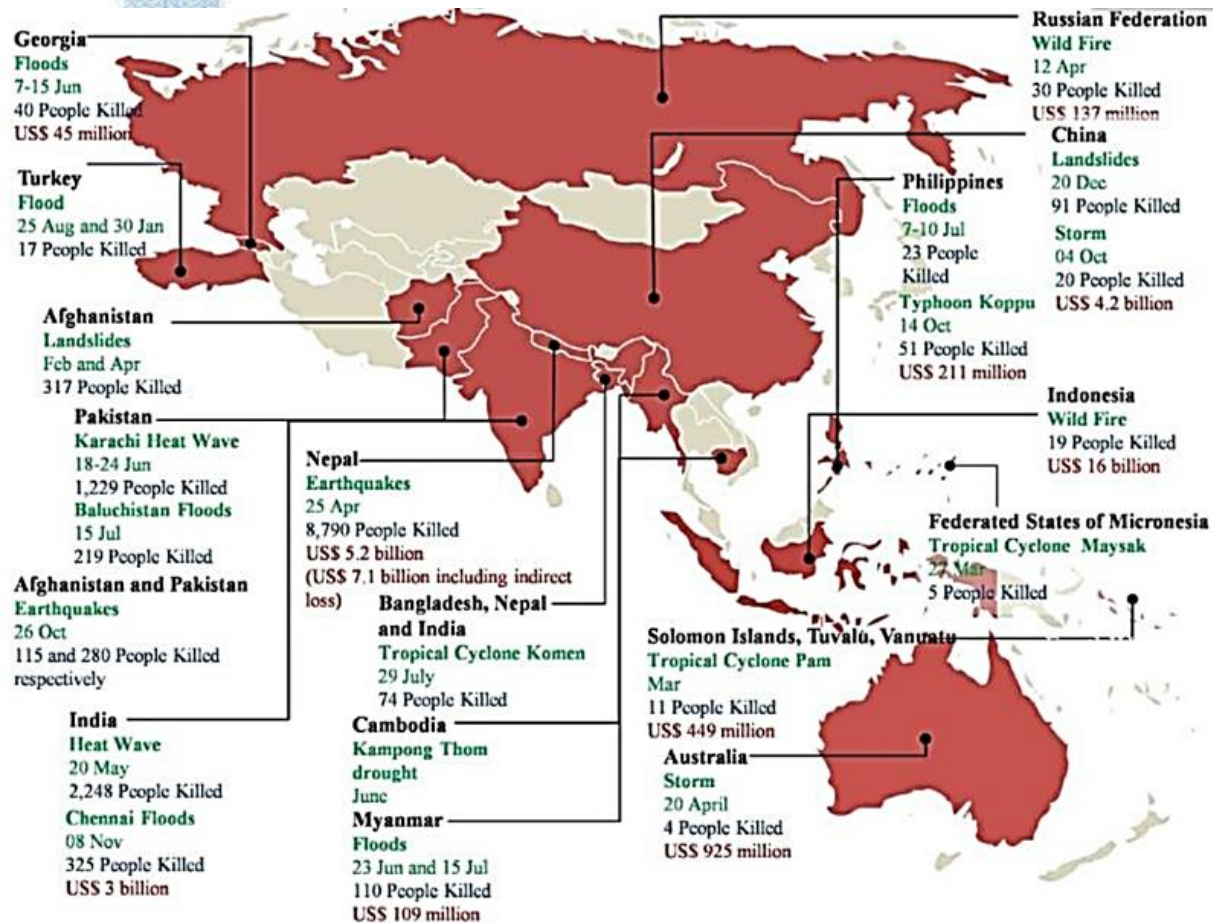 Georgia
Floods
7-15 Jun
40 People Killed
US$ 45 million
Turkey
Flood
25 Aug and 30 Jan
17 People Killed
Afghanistan
Landslides
Feb and Apr
317 People Killed
Pakistan
Karachi Heat Wave
18-24 Jun
1,229 People Killed
Baluchistan Floods
15 Jul
219 People Killed
Afghanistan and Pakistan
Earthquakes
26 Oct
115 and 280 People Killed
respectively
India
Heat Wave
20 May
2,248 People Killed
Chennai Floods
08 Nov
325 People Killed
US$ 3 billion
Nepal
Earthquakes
25 Apr
8,790 People Killed
US$ 5.2 billion
(US$ 7.1 billion including indirect
loss)
Bangladesh, Nepal
and India
Tropical Cyclone Komen
29 July
74 People Killed
Cambodia
Kampong Thom
drought
June
Myanmar
Floods
23 Jun and 15 Jul
110 People Killed
US$ 109 million
Russian Federation
Wild Fire
12 Apr
30 People Killed
US$ 137 million
China
Landslides
20 Dec
91 People Killed
Storm
04 Oct
20 People Killed
US$ 4.2 billion
Philippines
Floods
7-10 Jul
23 People
Killed
Typhoon Koppu
14 Oct
51 People Killed
US$ 211 million
Indonesia
Wild Fire
19 People Killed
US$ 16 billion
Federated States of Micronesia
Tropical Cyclone Maysak
27 Mar
5 People Killed
Solomon Islands, Tuvalu, Vanuatu
Tropical Cyclone Pam
Mar
11 People Killed
US$ 449 million
Australia
Storm
20 April
4 People Killed
US$ 925 million